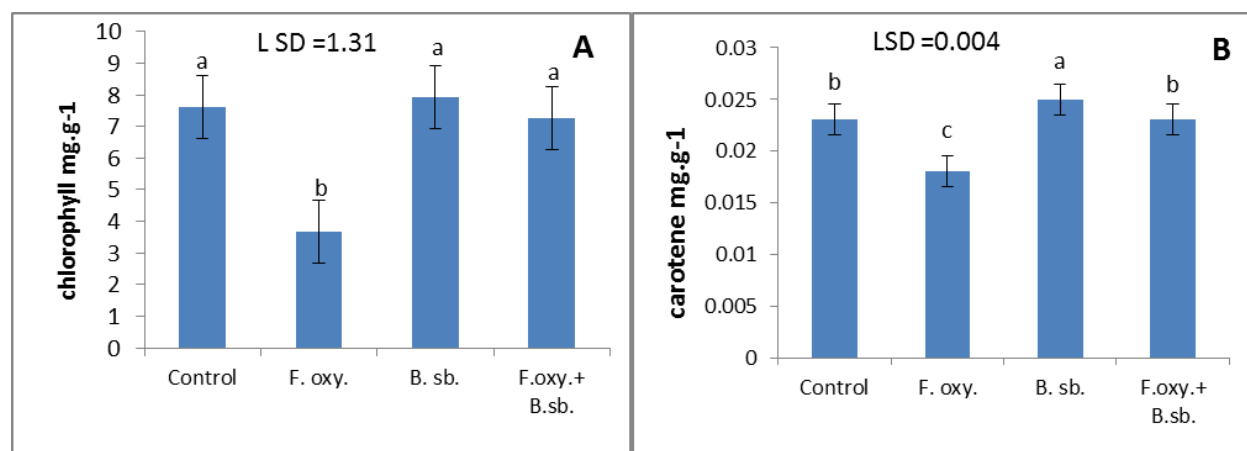 L SD =1.31
A
chlorophyll mg.g-1
10
9
8
7
6
5
4
3
2
1
0
a
b
a
a
Control
F. oxy.
B. sb.
F.oxy.+
B.sb.
LSD=0.004
B
carotene mg.g-1
0.03
0.025
0.02
0.015
0.01
0.005
0
b
c
a
b
Control
F. oxy.
B. sb.
F.oxy.+
B.sb.